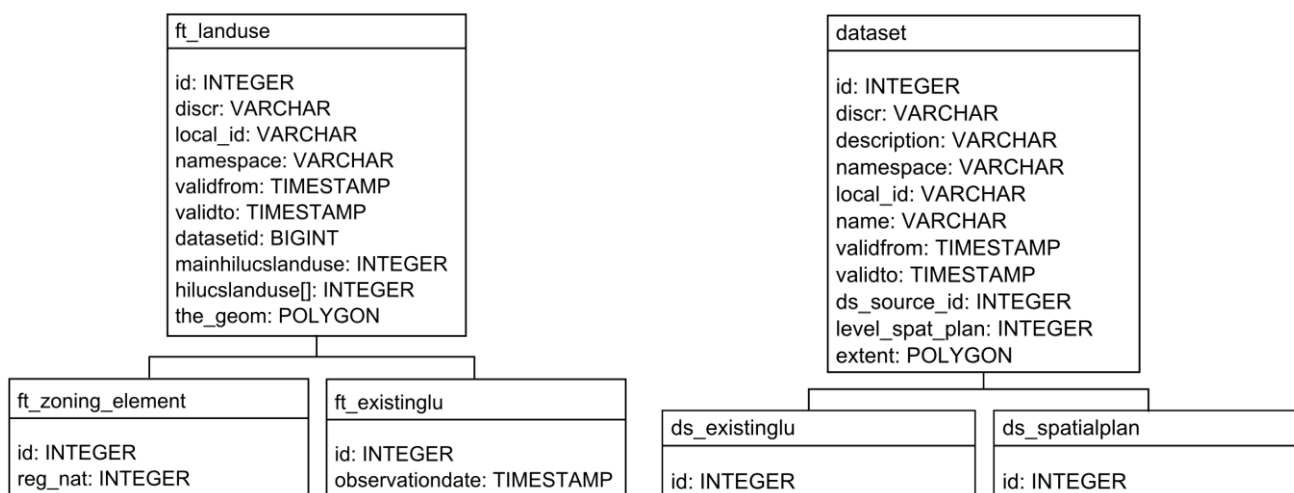 ft_landuse
id: INTEGER
discr: VARCHAR
local_id: VARCHAR
namespace: VARCHAR
validfrom: TIMESTAMP
validto: TIMESTAMP
datasetid: BIGINT
mainhilucslanduse: INTEGER
hilucslanduse[]: INTEGER
the_geom: POLYGON
ft_zoning_element
id: INTEGER
reg_nat: INTEGER
ft_existinglu
id: INTEGER
observationdate: TIMESTAMP
dataset
id: INTEGER
discr: VARCHAR
description: VARCHAR
namespace: VARCHAR
local_id: VARCHAR
name: VARCHAR
validfrom: TIMESTAMP
validto: TIMESTAMP
ds_source_id: INTEGER
level_spat_plan: INTEGER
extent: POLYGON
ds_existinglu
id: INTEGER
ds_spatialplan
id: INTEGER